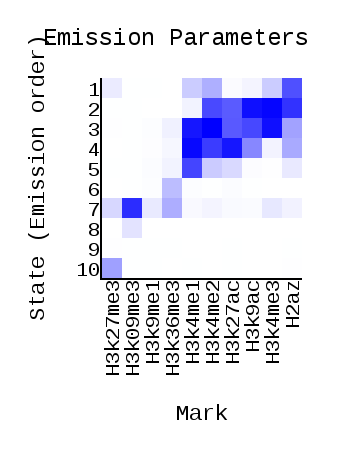 Emission Parameters
State (Emission order)
1
2
3
4
5
6
7
8
9
10
H3k27me3
H3k09me3
H3k9me1
H3k36me3
H3k4me1
H3k4me2
H3k27ac
H3k9ac
H3k4me3
H2az
Mark